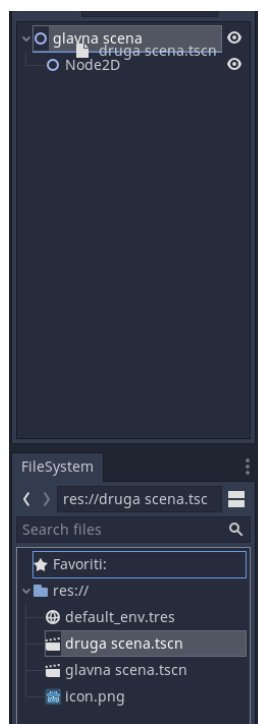 glavna scena
druga scena.tscn
Node2D
FileSystem
res://druga scena.tsc
Search files
Favoriti:
res://
default_env.tres
druga scena.tscn
glavna scena.tscn
icon.png